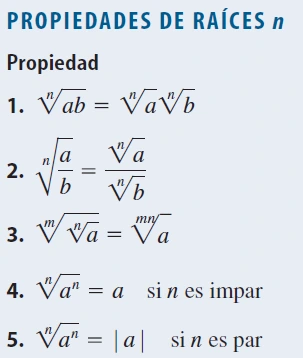 PROPIEDADES DE RAÍCES n
Propiedad
1. ⁿ√ab = ⁿ√a ⁿ√b
2. ⁿ√(a/b) = ⁿ√a / ⁿ√b
3. ᵐ√(ⁿ√a) = ᵐⁿ√a
4. ⁿ√aⁿ = a si n es impar
5. ⁿ√aⁿ = |a| si n es par